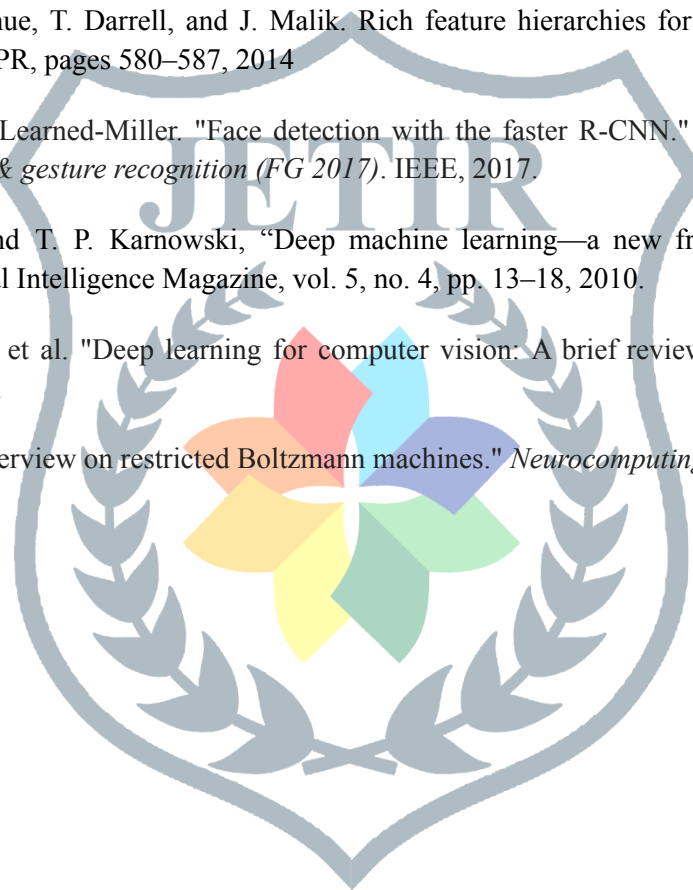 nue, T. Darrell, and J. Malik. Rich feature hierarchies for
PR, pages 580–587, 2014
Learned-Miller. "Face detection with the faster R-CNN."
& gesture recognition (FG 2017). IEEE, 2017.
JETIR
nd T. P. Karnowski, “Deep machine learning—a new fr
al Intelligence Magazine, vol. 5, no. 4, pp. 13–18, 2010.
et al. "Deep learning for computer vision: A brief review
erview on restricted Boltzmann machines." Neurocomputing